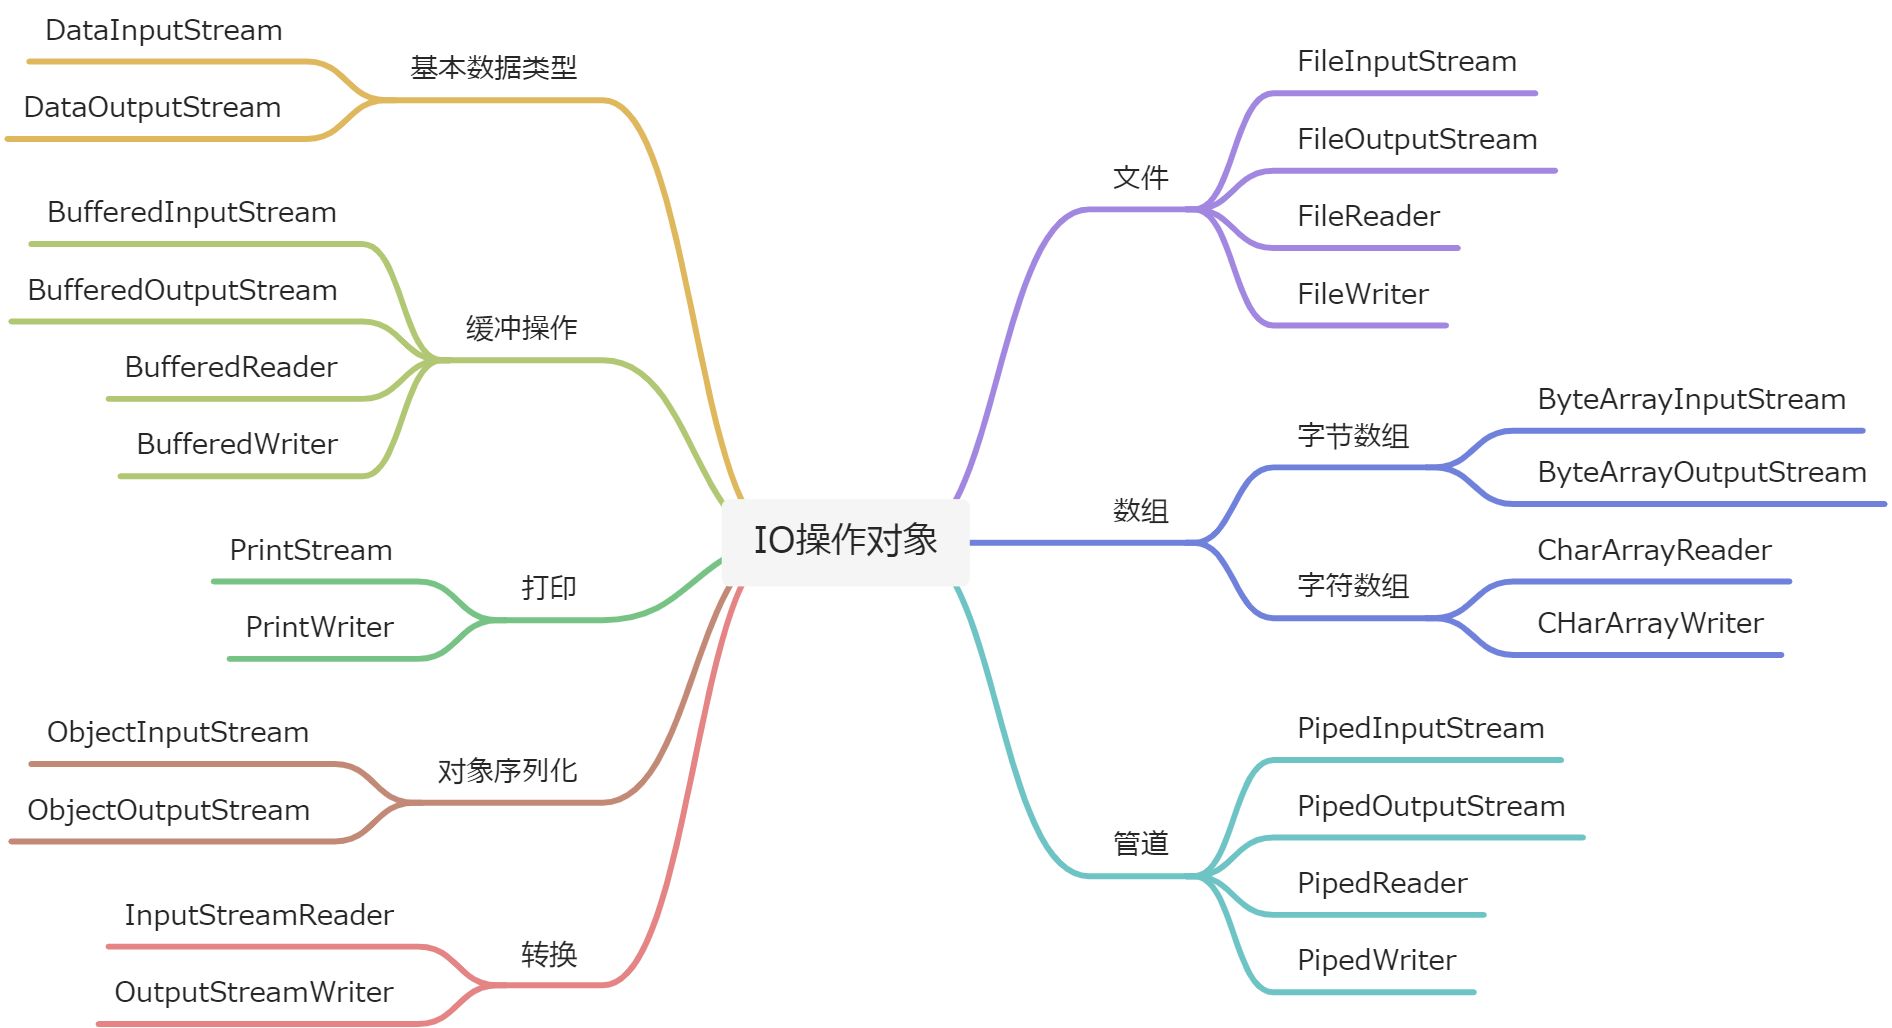 IO操作对象
基本数据类型
DataInputStream
DataOutputStream
缓冲操作
BufferedInputStream
BufferedOutputStream
BufferedReader
BufferedWriter
打印
PrintStream
PrintWriter
对象序列化
ObjectInputStream
ObjectOutputStream
转换
InputStreamReader
OutputStreamWriter
文件
FileInputStream
FileOutputStream
FileReader
FileWriter
数组
字节数组
ByteArrayInputStream
ByteArrayOutputStream
字符数组
CharArrayReader
CHarArrayWriter
管道
PipedInputStream
PipedOutputStream
PipedReader
PipedWriter